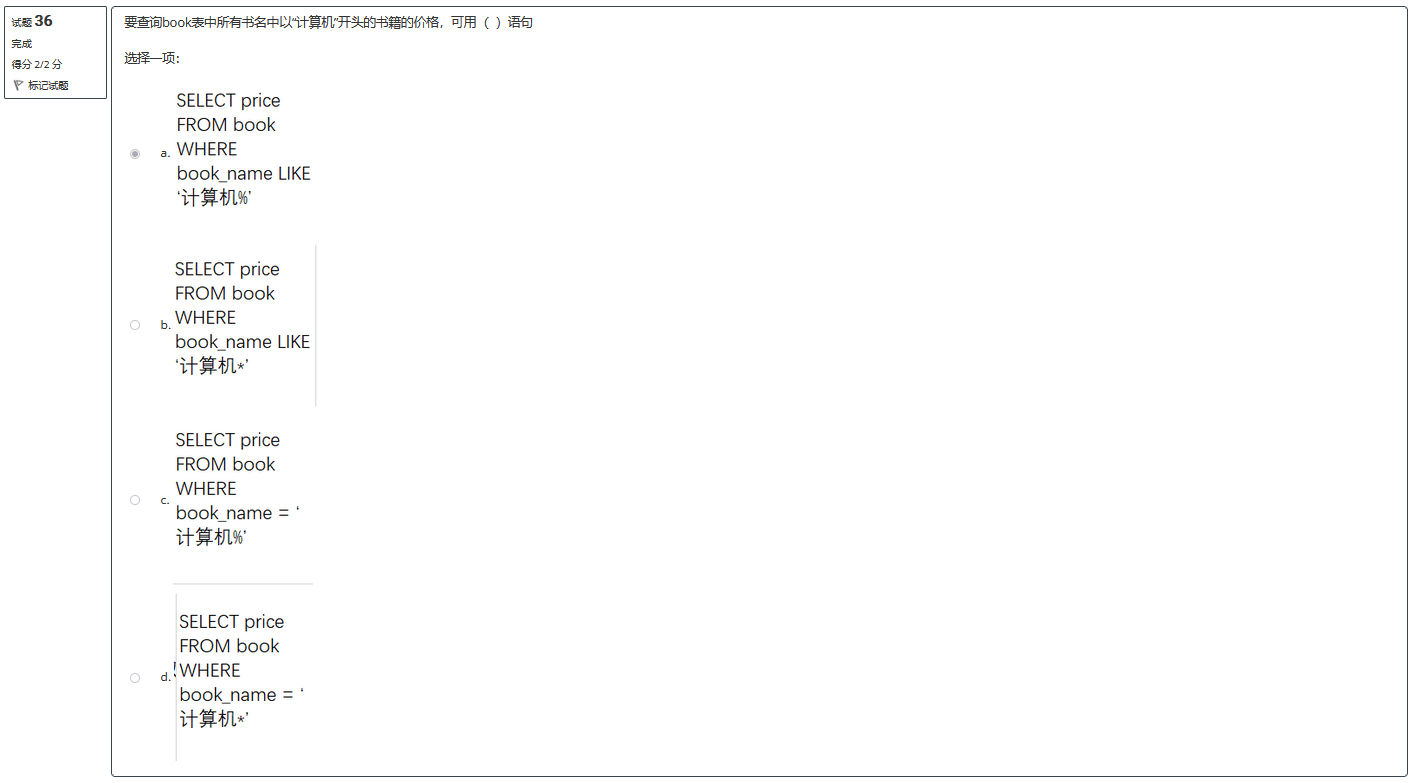 试题 36
完成
得分 2/2 分
标记试题
要查询book表中所有书名中以“计算机”开头的书籍的价格，可用（ ）语句
选择一项：
a.
SELECT price
FROM book
WHERE
book_name LIKE
‘计算机%’
b.
SELECT price
FROM book
WHERE
book_name LIKE
‘计算机*’
c.
SELECT price
FROM book
WHERE
book_name = ‘
计算机%’
d.
SELECT price
FROM book
WHERE
book_name = ‘
计算机*’